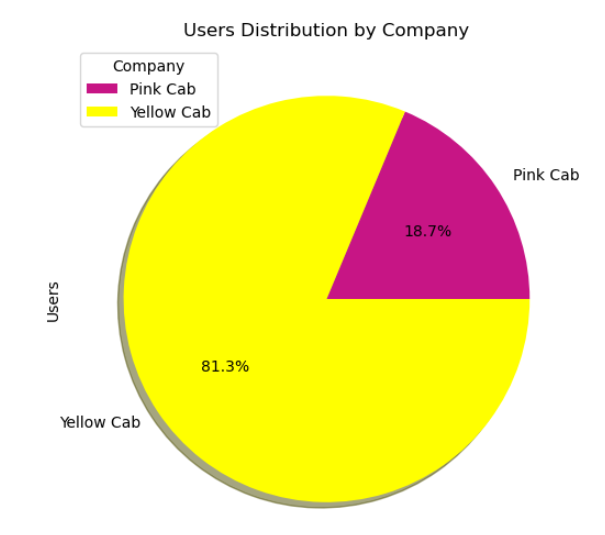 Users Distribution by Company
Company
Pink Cab
Yellow Cab
Pink Cab
18.7%
Users
81.3%
Yellow Cab